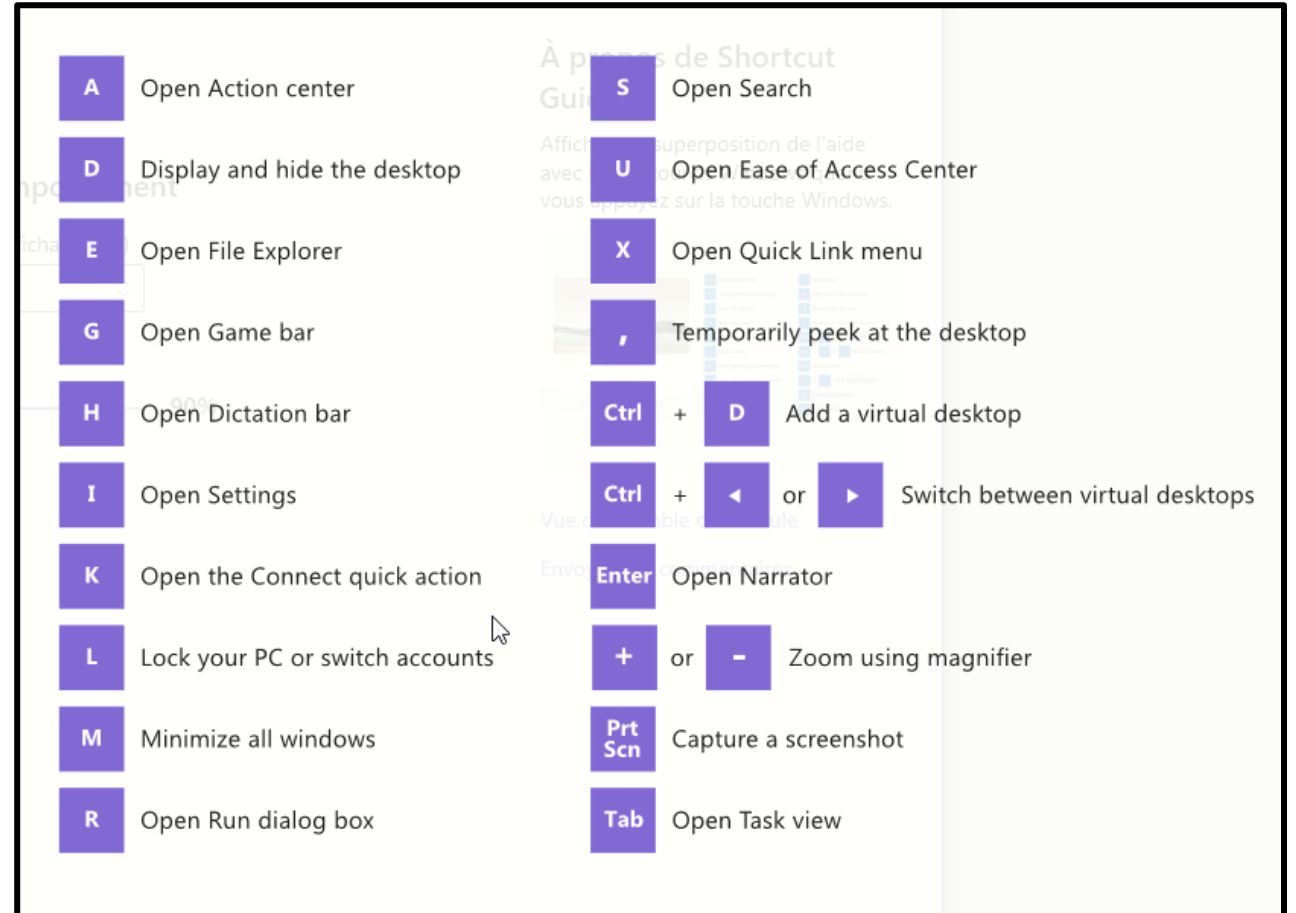 A Open Action center
D Display and hide the desktop
E Open File Explorer
G Open Game bar
H Open Dictation bar
I Open Settings
K Open the Connect quick action
L Lock your PC or switch accounts
M Minimize all windows
R Open Run dialog box
S Open Search
U Open Ease of Access Center
X Open Quick Link menu
, Temporarily peek at the desktop
Ctrl + D Add a virtual desktop
Ctrl + ◄ or ► Switch between virtual desktops
Enter Open Narrator
+ or - Zoom using magnifier
Prt
Scn Capture a screenshot
Tab Open Task view
À de Shortcut
superposition de l'aide
avec
vous appuyez sur la touche Windows.
90%
Vue